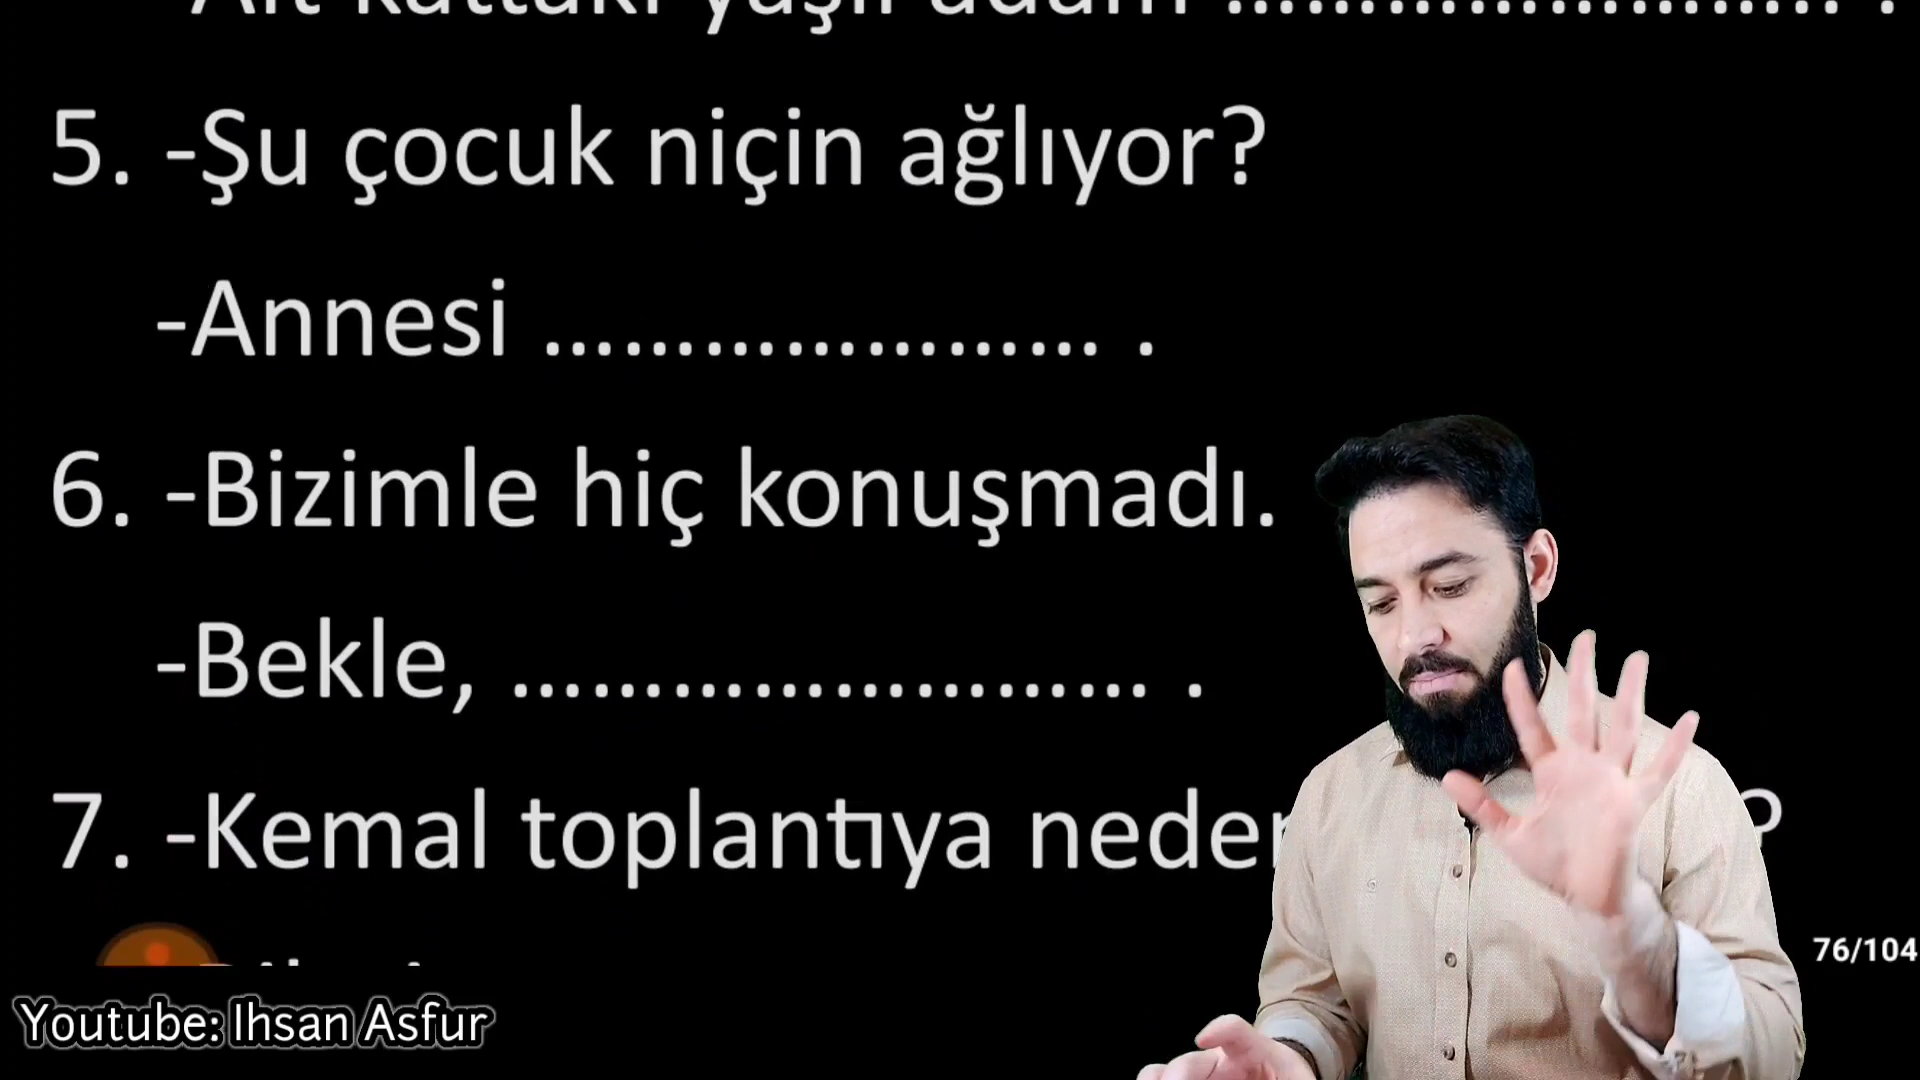 5. -Şu çocuk niçin ağlıyor?
-Annesi ..................... .
6. -Bizimle hiç konuşmadı.
-Bekle, ........................ .
7. -Kemal toplantıya
76/104
Youtube: Ihsan Asfur